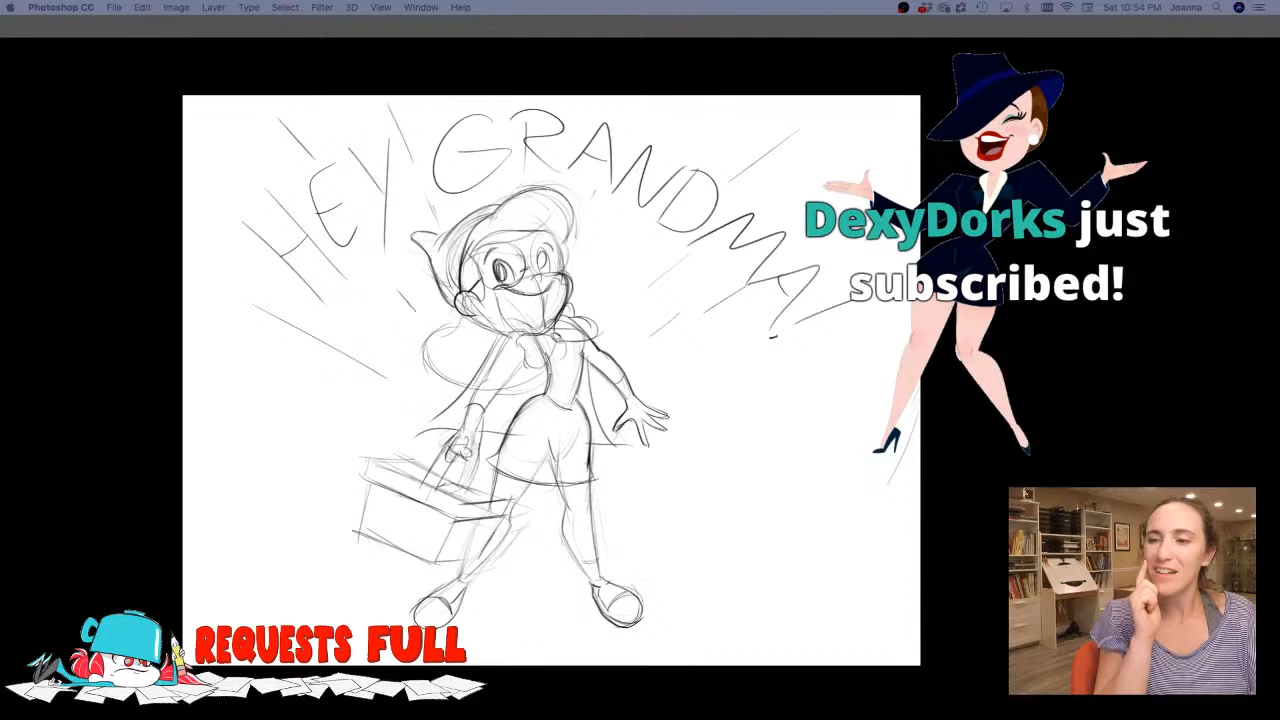 Photoshop CC File Edit Image Layer Type Select Filter 3D View Window Help Sat 10:54 PM Joanna
HEY GRANDMA!
DexyDorks just
subscribed!
REQUESTS FULL